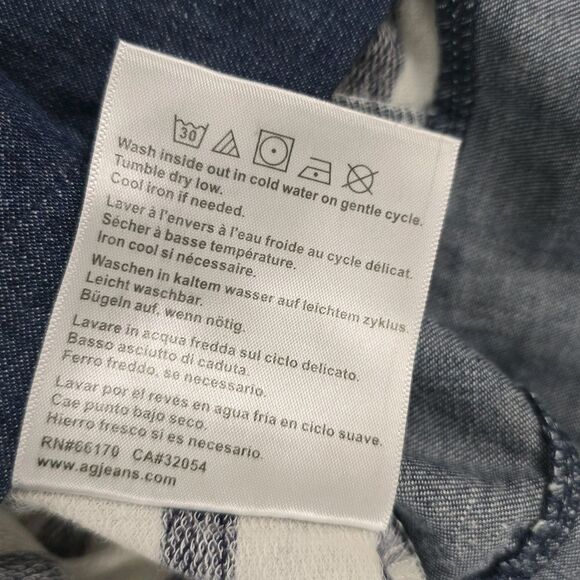 30
Wash inside out in cold water on gentle cycle.
Tumble dry low.
Cool iron if needed.
Laver à l'envers à l'eau froide au cycle délicat.
Sécher à basse température.
Iron cool si nécessaire.
Waschen in kaltem wasser auf leichtem zyklus.
Leicht waschbar.
Bügeln auf, wenn nötig.
Lavare in acqua fredda sul ciclo delicato.
Basso asciutto di caduta.
Ferro freddo, se necessario.
Lavar por el revés en agua fría en ciclo suave.
Cae punto bajo seco.
Hierro fresco si es necesario.
RN#66170 CA#32054
www.agjeans.com